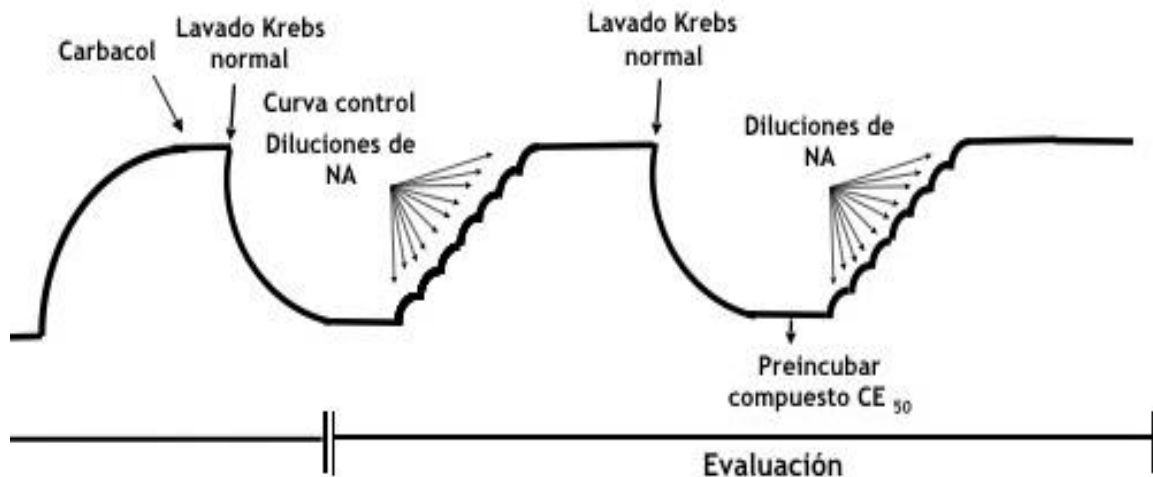 Carbacol
Lavado Krebs
normal
Curva control
Diluciones de
NA
Lavado Krebs
normal
Diluciones de
NA
Preincubar
compuesto CE 50
Evaluación